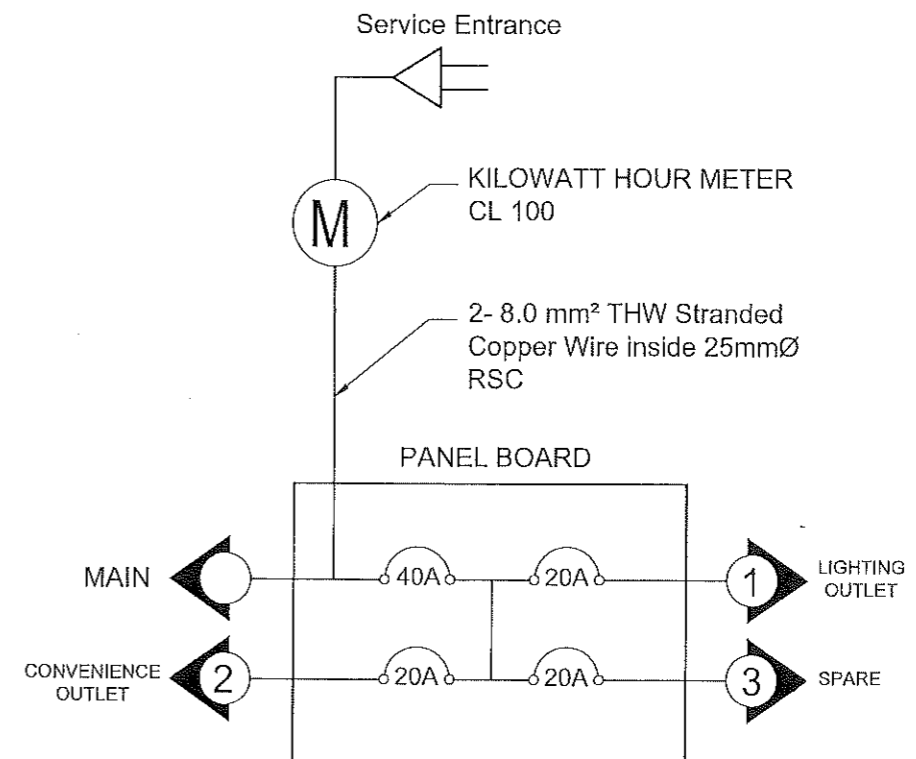 Service Entrance
M
KILOWATT HOUR METER
CL 100
2- 8.0 mm² THW Stranded
Copper Wire inside 25mmØ
RSC
PANEL BOARD
MAIN
40A
20A
1
LIGHTING
OUTLET
CONVENIENCE
OUTLET
2
20A
20A
3
SPARE